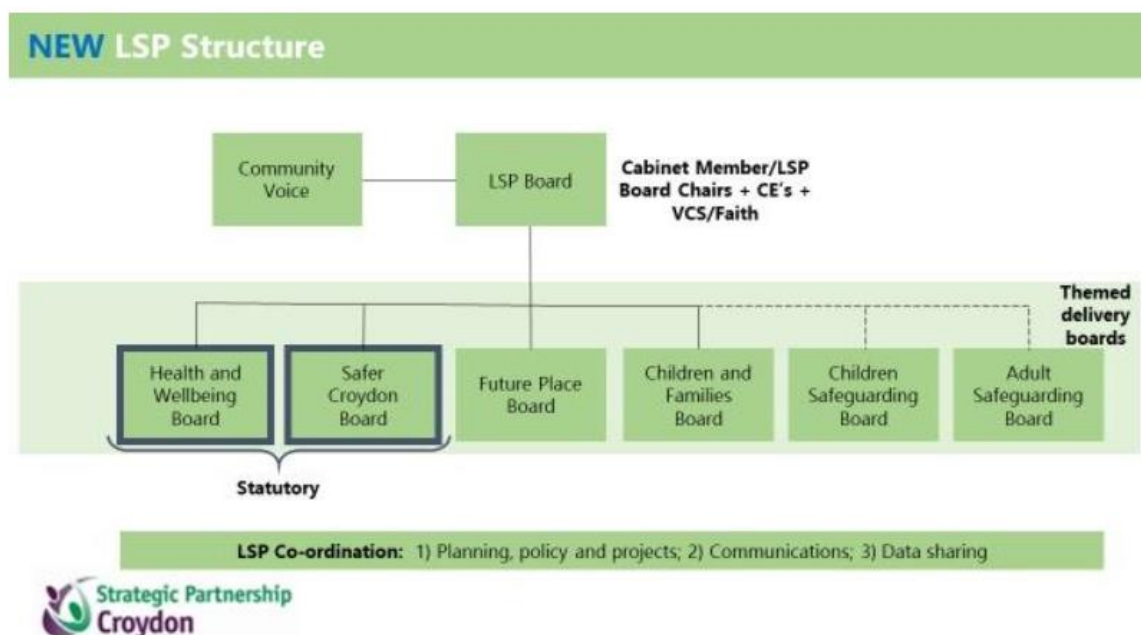 NEW LSP Structure
Community
Voice
LSP Board
Cabinet Member/LSP
Board Chairs + CE's +
VCS/Faith
Themed
delivery
boards
Health and
Wellbeing
Board
Safer
Croydon
Board
Future Place
Board
Children and
Families
Board
Children
Safeguarding
Board
Adult
Safeguarding
Board
Statutory
LSP Co-ordination: 1) Planning, policy and projects; 2) Communications; 3) Data sharing
Strategic Partnership
Croydon